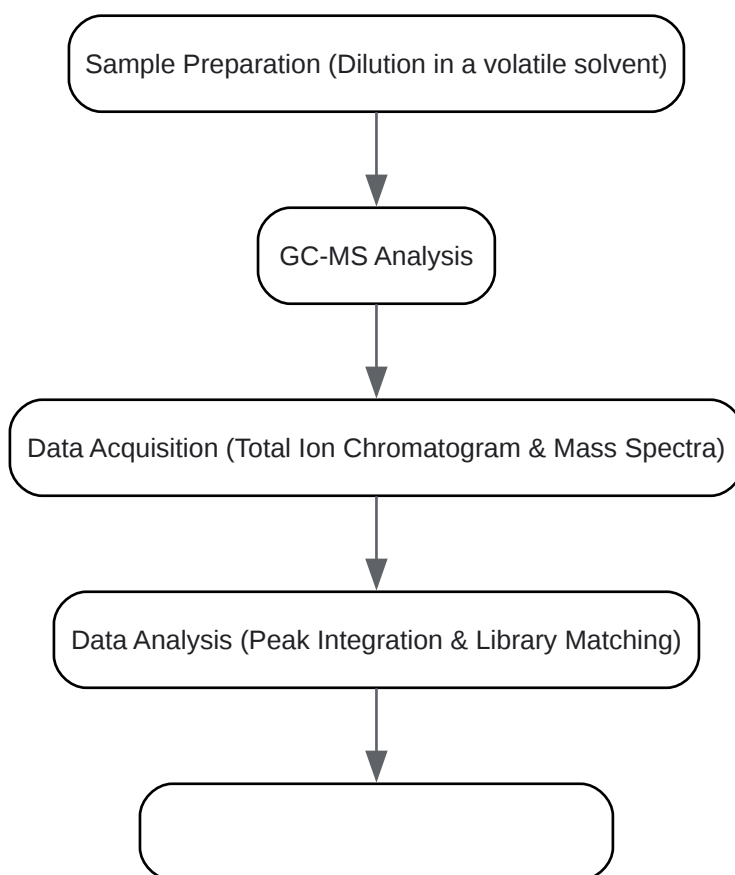 Sample Preparation (Dilution in a volatile solvent)
GC-MS Analysis
Data Acquisition (Total Ion Chromatogram & Mass Spectra)
Data Analysis (Peak Integration & Library Matching)